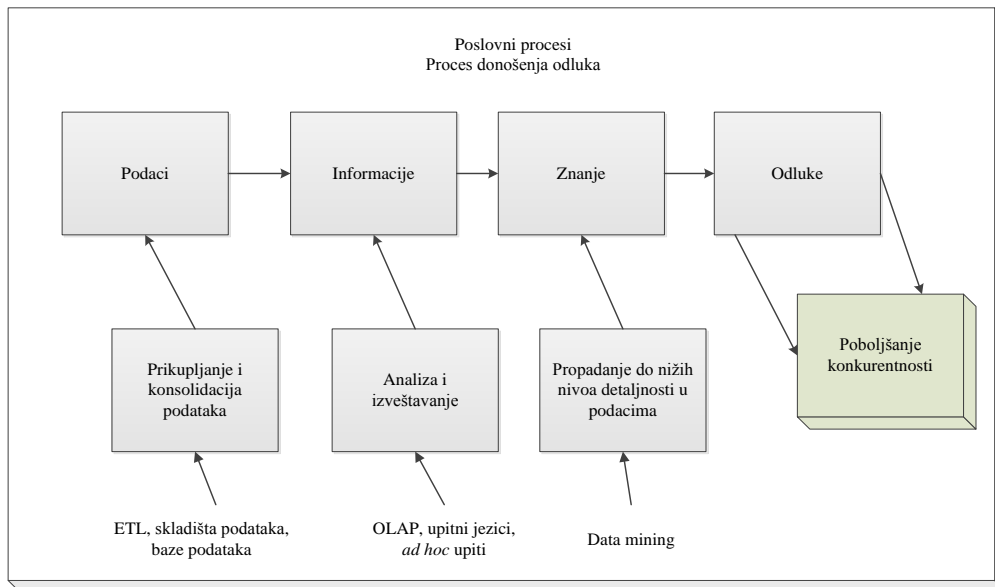 Poslovni procesi
Proces donošenja odluka
Podaci
Informacije
Znanje
Odluke
Prikupljanje i
konsolidacija
podataka
Analiza i
izveštavanje
Propadanje do nižih
nivoa detaljnosti u
podacima
Poboljšanje
konkurentnosti
ETL, skladišta podataka,
baze podataka
OLAP, upitni jezici,
ad hoc upiti
Data mining